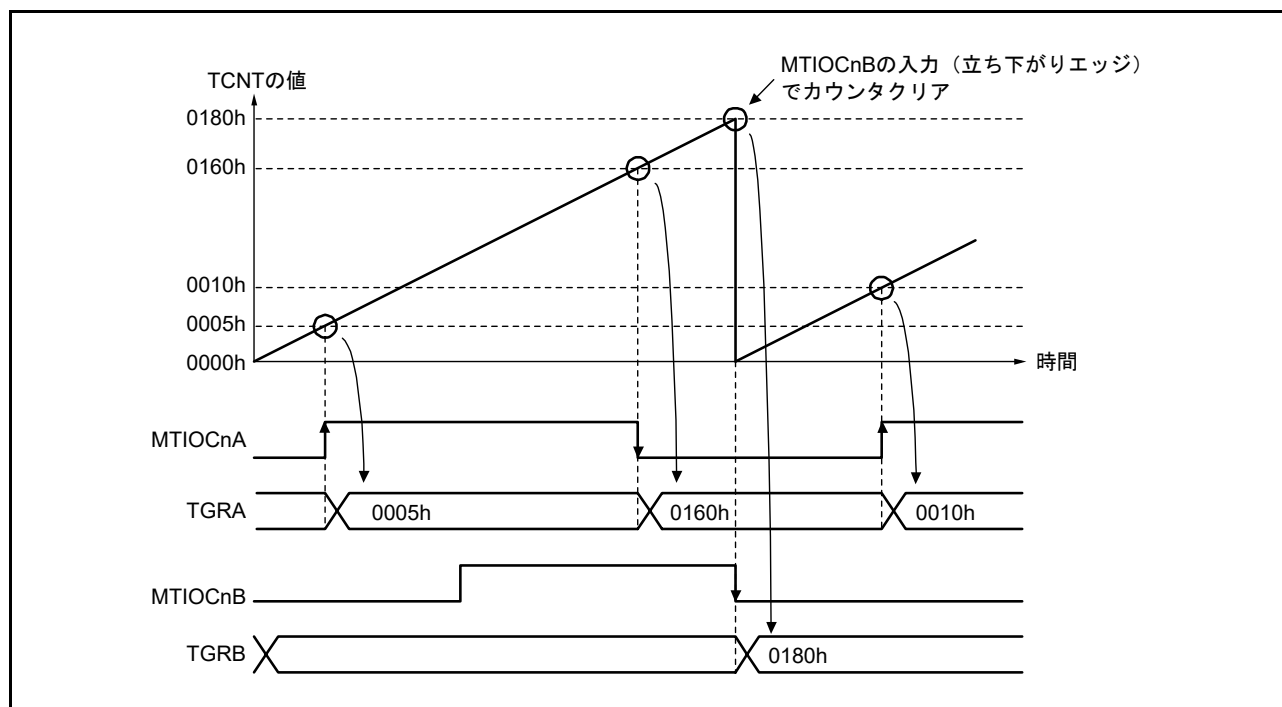 MTIOCnBの入力（立ち下がりエッジ）
でカウンタクリア
TCNTの値
0180h
0160h
0010h
0005h
0000h
時間
MTIOCnA
TGRA
0005h
0160h
0010h
MTIOCnB
TGRB
0180h